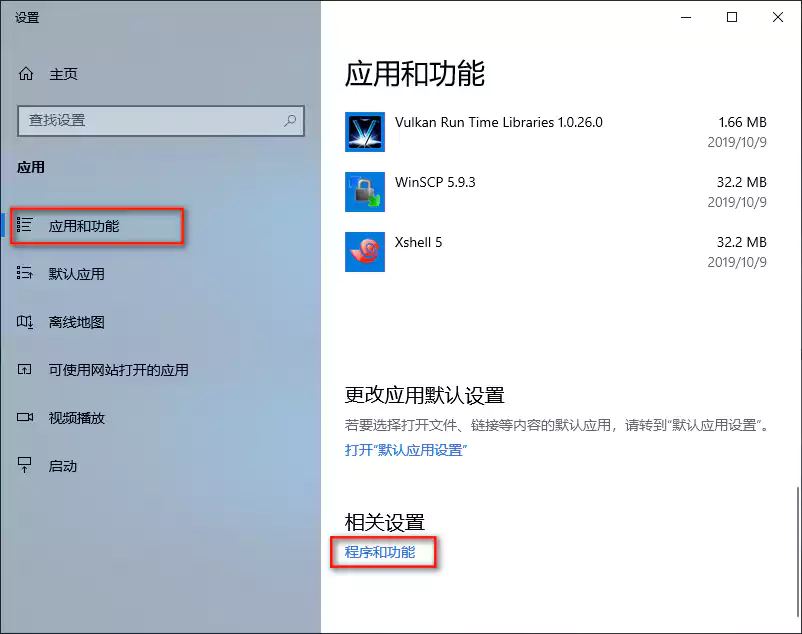 设置
主页
查找设置
应用
应用和功能
默认应用
离线地图
可使用网站打开的应用
视频播放
启动
应用和功能
Vulkan Run Time Libraries 1.0.26.0 1.66 MB
2019/10/9
WinSCP 5.9.3 32.2 MB
2019/10/9
Xshell 5 32.2 MB
2019/10/9
更改应用默认设置
若要选择打开文件、链接等内容的默认应用，请转到“默认应用设置”。
打开“默认应用设置”
相关设置
程序和功能